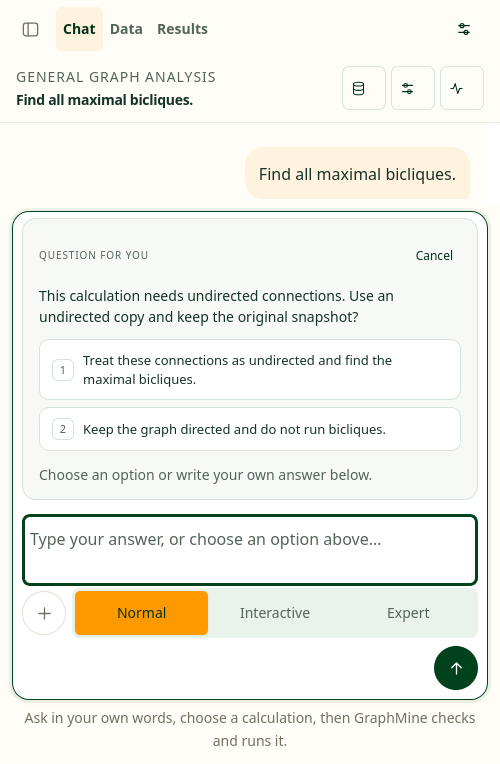 Chat Data Results
GENERAL GRAPH ANALYSIS
Find all maximal bicliques.
Find all maximal bicliques.
QUESTION FOR YOU
Cancel
This calculation needs undirected connections. Use an
undirected copy and keep the original snapshot?
1
Treat these connections as undirected and find the
maximal bicliques.
2
Keep the graph directed and do not run bicliques.
Choose an option or write your own answer below.
Type your answer, or choose an option above...
Normal Interactive Expert
Ask in your own words, choose a calculation, then GraphMine checks
and runs it.